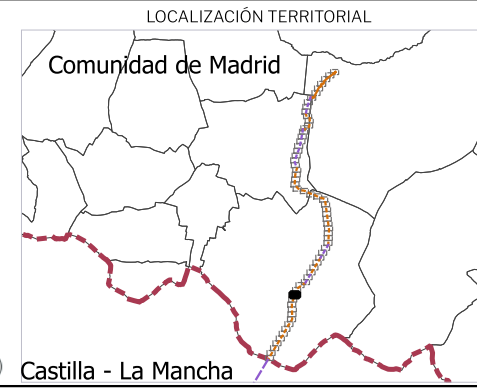 LOCALIZACIÓN TERRITORIAL
Comunidad de Madrid
Castilla - La Mancha